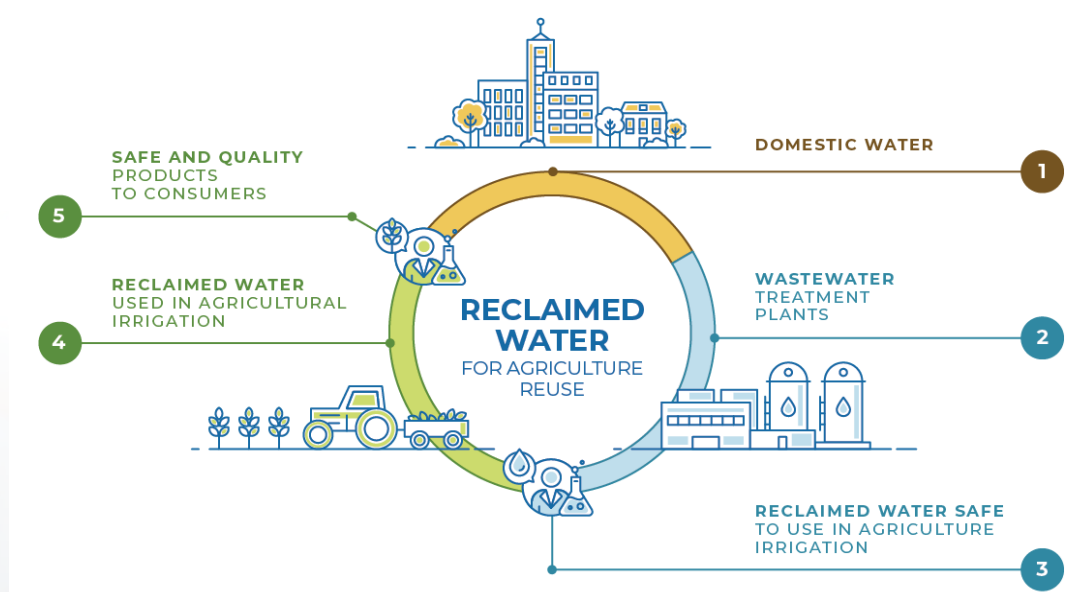 DOMESTIC WATER
1
WASTEWATER
TREATMENT
PLANTS
2
RECLAIMED WATER SAFE
TO USE IN AGRICULTURE
IRRIGATION
3
RECLAIMED WATER
USED IN AGRICULTURAL
IRRIGATION
4
SAFE AND QUALITY
PRODUCTS
TO CONSUMERS
5
RECLAIMED
WATER
FOR AGRICULTURE
REUSE